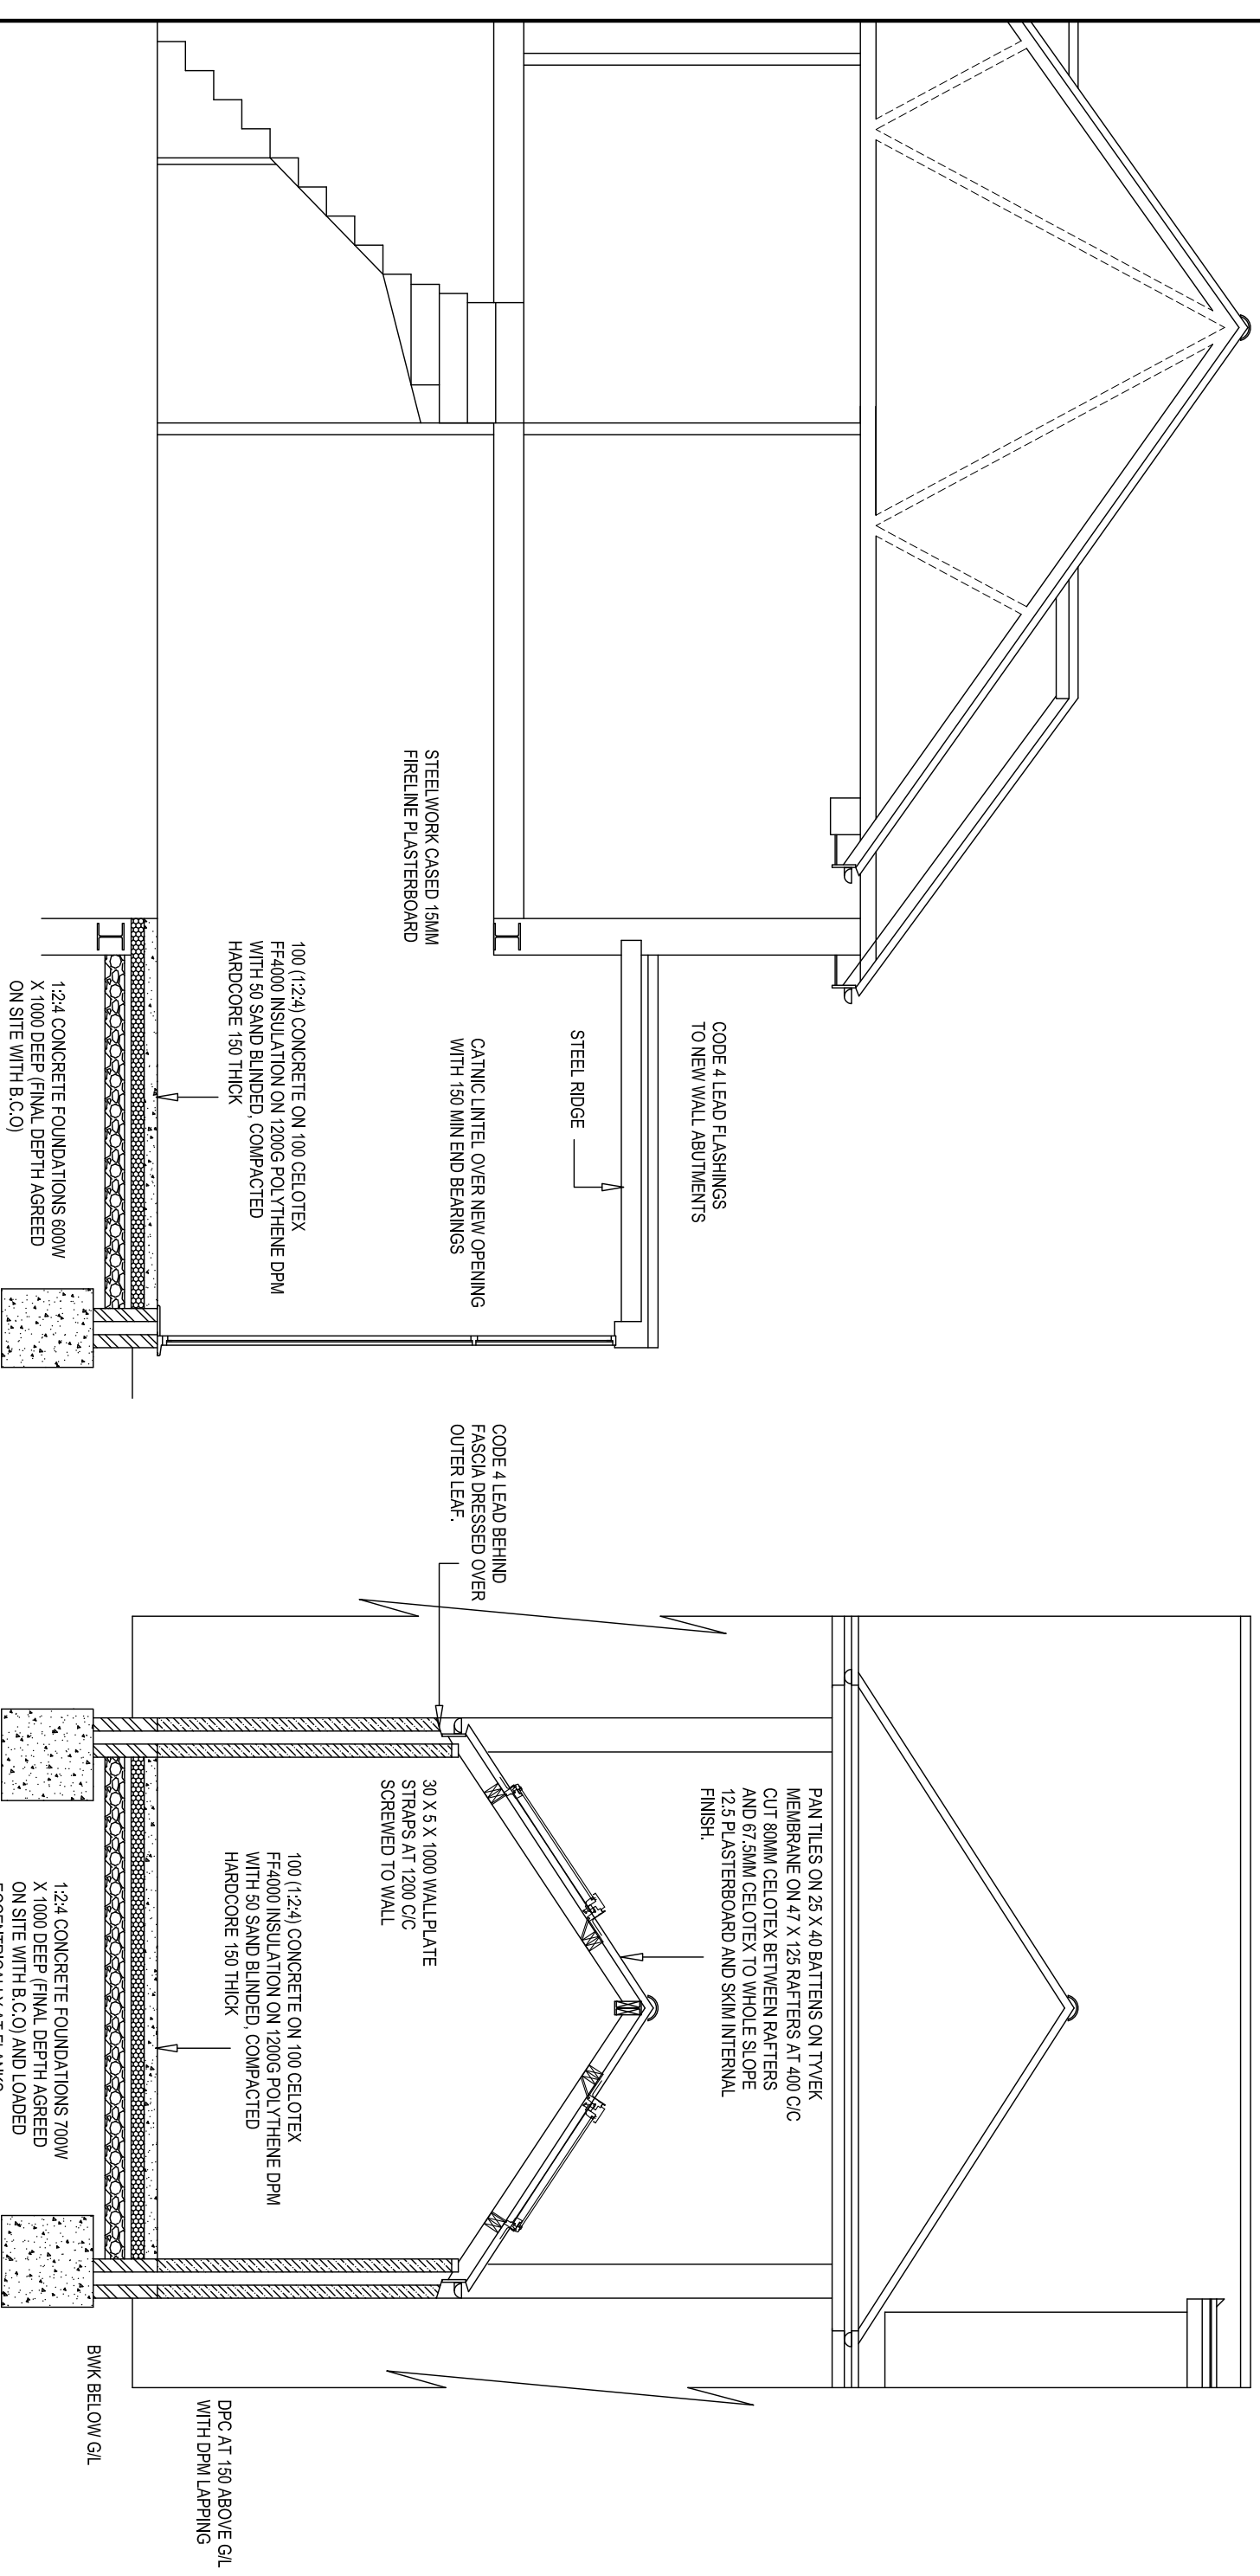 STEELWORK CASED 15MM
FIRELINE PLASTERBOARD
CODE 4 LEAD FLASHINGS
TO NEW WALL ABUTMENTS
STEEL RIDGE
CATNIC LINTEL OVER NEW OPENING
WITH 150 MIN END BEARINGS
100 (1:2:4) CONCRETE ON 100 CELOTEX
FF4000 INSULATION ON 1200G POLYTHENE DPM
WITH 50 SAND BLINDED, COMPACTED
HARDCORE 150 THICK
1:2:4 CONCRETE FOUNDATIONS 600W
X 1000 DEEP (FINAL DEPTH AGREED
ON SITE WITH B.C.O)
CODE 4 LEAD BEHIND
FASCIA DRESSED OVER
OUTER LEAF.
PAN TILES ON 25 X 40 BATTENS ON TYVEK
MEMBRANE ON 47 X 125 RAFTERS AT 400 C/C
CUT 80MM CELOTEX BETWEEN RAFTERS
AND 67.5MM CELOTEX TO WHOLE SLOPE
12.5 PLASTERBOARD AND SKIM INTERNAL
FINISH.
30 X 5 X 1000 WALLPLATE
STRAPS AT 1200 C/C
SCREWED TO WALL
100 (1:2:4) CONCRETE ON 100 CELOTEX
FF4000 INSULATION ON 1200G POLYTHENE DPM
WITH 50 SAND BLINDED, COMPACTED
HARDCORE 150 THICK
1:2:4 CONCRETE FOUNDATIONS 700W
X 1000 DEEP (FINAL DEPTH AGREED
ON SITE WITH B.C.O) AND LOADED
ECCENTRICALLY AT FLANKS
DPC AT 150 ABOVE G/L
WITH DPM LAPPING
BWK BELOW G/L